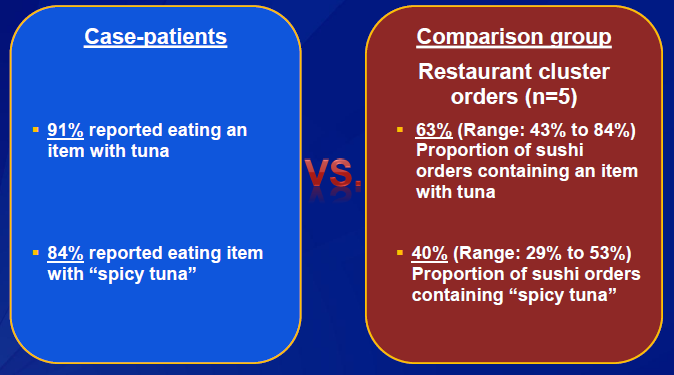 Case-patients
▪ 91% reported eating an
item with tuna
▪ 84% reported eating item
with “spicy tuna”
VS.
Comparison group
Restaurant cluster
orders (n=5)
▪ 63% (Range: 43% to 84%)
Proportion of sushi
orders containing an item
with tuna
▪ 40% (Range: 29% to 53%)
Proportion of sushi orders
containing “spicy tuna”